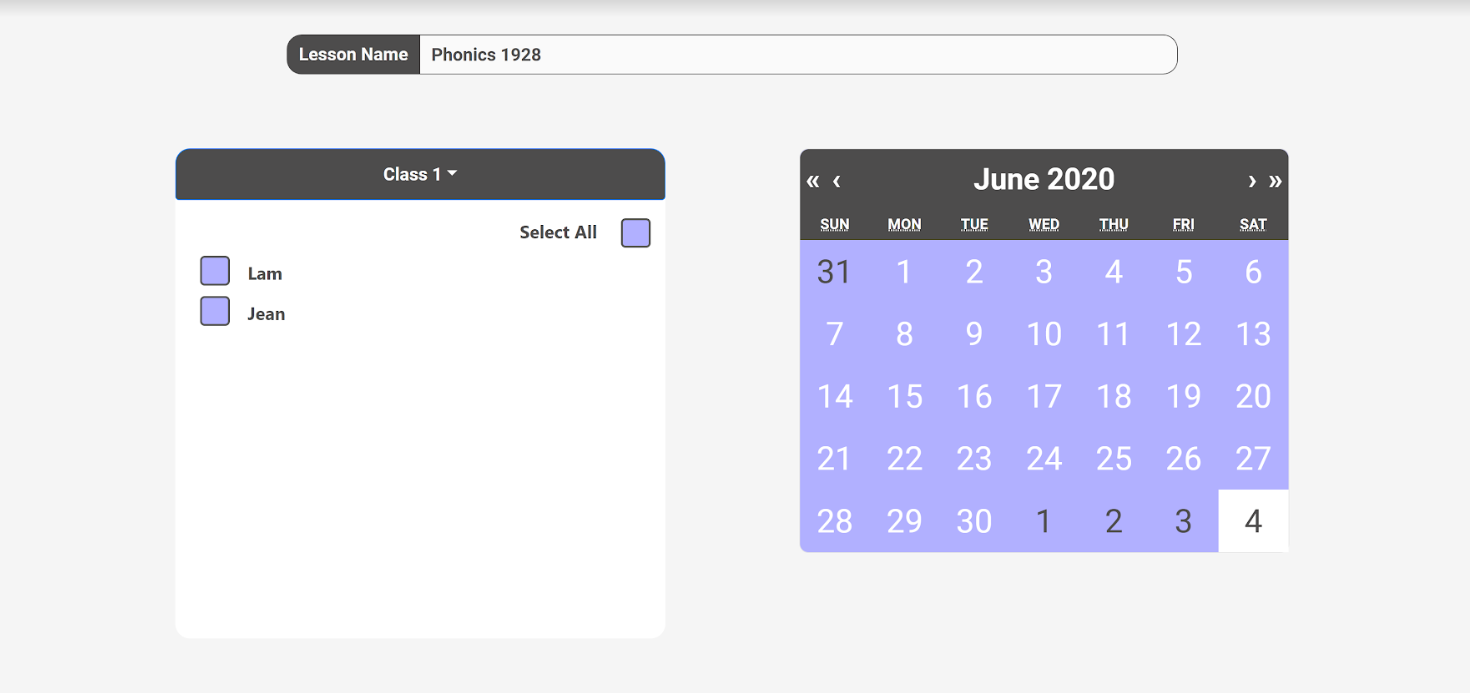 Lesson Name Phonics 1928
Class 1
Select All
Lam
Jean
« ‹ June 2020 › »
SUN MON TUE WED THU FRI SAT
31 1 2 3 4 5 6
7 8 9 10 11 12 13
14 15 16 17 18 19 20
21 22 23 24 25 26 27
28 29 30 1 2 3 4